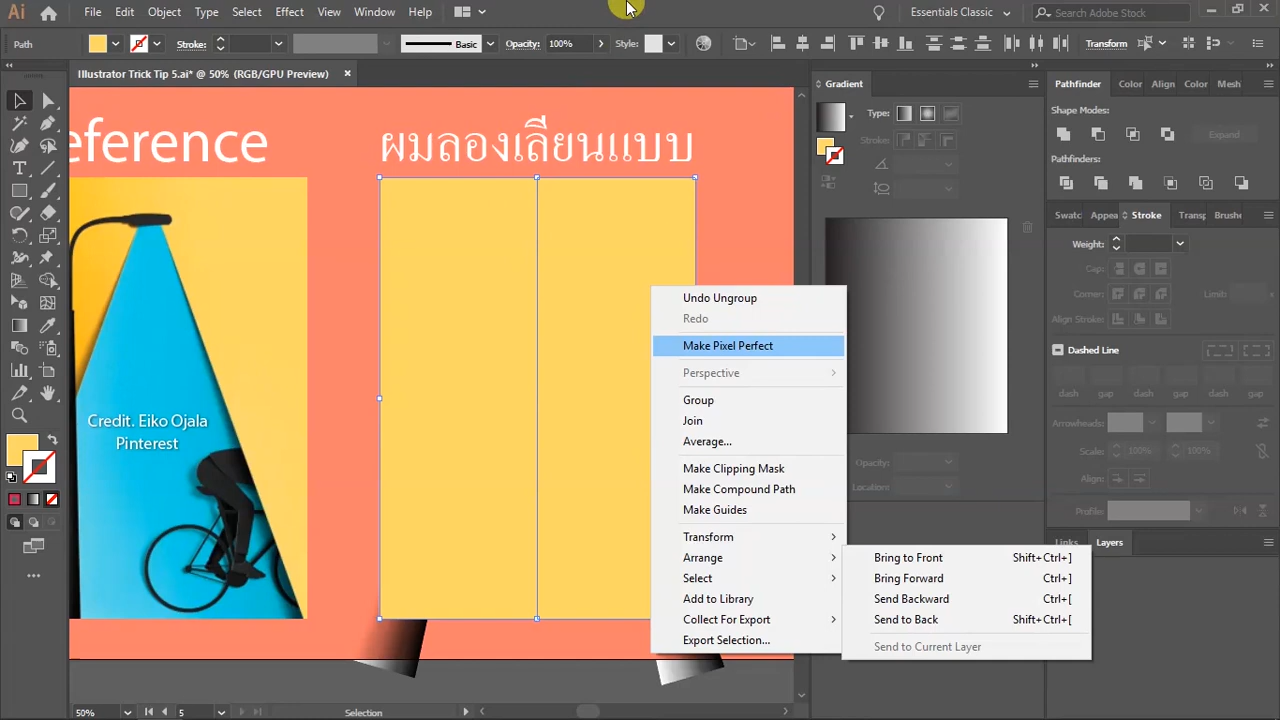 Ai
File Edit Object Type Select Effect View Window Help
Essentials Classic
Search Adobe Stock
Path
Stroke:
Basic
Opacity: 100%
Style:
Transform
Illustrator Trick Tip 5.ai* @ 50% (RGB/GPU Preview)
eference
ผมลองเลียนแบบ
Credit. Eiko Ojala
Pinterest
Undo Ungroup
Redo
Make Pixel Perfect
Perspective
Group
Join
Average...
Make Clipping Mask
Make Compound Path
Make Guides
Transform
Arrange
Select
Add to Library
Collect For Export
Export Selection...
Bring to Front Shift+Ctrl+]
Bring Forward Ctrl+]
Send Backward Ctrl+[
Send to Back Shift+Ctrl+[
Send to Current Layer
Gradient
Type:
Stroke:
Opacity:
Location:
Pathfinder Color Align Color Mesh
Shape Modes:
Expand
Pathfinders:
Swatc Appea Stroke Transp Brushe
Weight:
Cap:
Corner: Limit:
Align Stroke:
Dashed Line
dash gap dash gap dash gap
Arrowheads:
Scale: 100% 100%
Align:
Profile:
Links Layers
50% 5 Selection